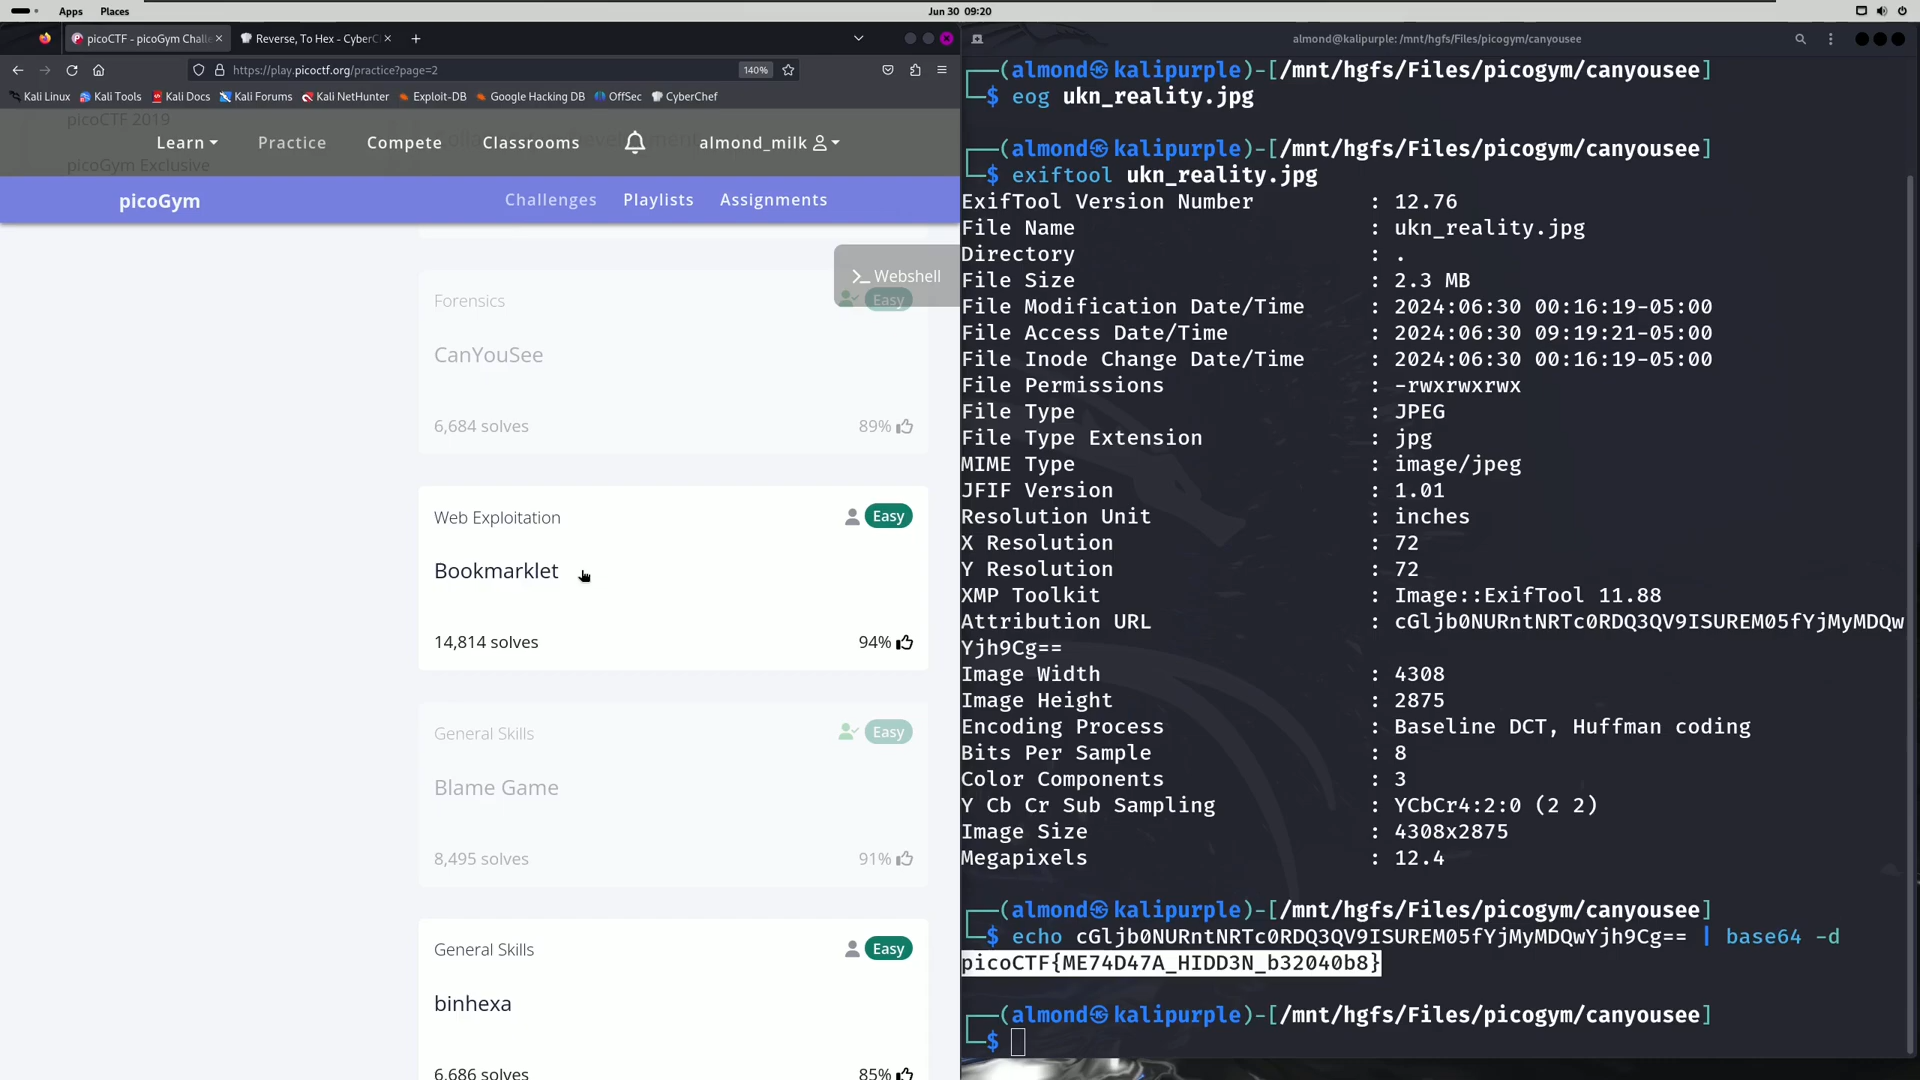 Apps Places Jun 30 09:20
picoCTF - picoGym Chall
Reverse, To Hex - CyberC
https://play.picoctf.org/practice?page=2 140%
Kali Linux Kali Tools Kali Docs Kali Forums Kali NetHunter Exploit-DB Google Hacking DB OffSec CyberChef
picoCTF 2019
Learn Practice Compete Classrooms almond_milk
picoGym Exclusive
picoGym Challenges Playlists Assignments
>_ Webshell
Forensics Easy
CanYouSee
6,684 solves 89%
Web Exploitation Easy
Bookmarklet
14,814 solves 94%
General Skills Easy
Blame Game
8,495 solves 91%
General Skills Easy
binhexa
6,686 solves 85%
almond@kalipurple: /mnt/hgfs/Files/picogym/canyousee
┌──(almond㉿kalipurple)-[/mnt/hgfs/Files/picogym/canyousee]
└─$ eog ukn_reality.jpg
┌──(almond㉿kalipurple)-[/mnt/hgfs/Files/picogym/canyousee]
└─$ exiftool ukn_reality.jpg
ExifTool Version Number : 12.76
File Name : ukn_reality.jpg
Directory : .
File Size : 2.3 MB
File Modification Date/Time : 2024:06:30 00:16:19-05:00
File Access Date/Time : 2024:06:30 09:19:21-05:00
File Inode Change Date/Time : 2024:06:30 00:16:19-05:00
File Permissions : -rwxrwxrwx
File Type : JPEG
File Type Extension : jpg
MIME Type : image/jpeg
JFIF Version : 1.01
Resolution Unit : inches
X Resolution : 72
Y Resolution : 72
XMP Toolkit : Image::ExifTool 11.88
Attribution URL : cGljb0NURntNRTc0RDQ3QV9ISUREM05fYjMyMDQw
Yjh9Cg==
Image Width : 4308
Image Height : 2875
Encoding Process : Baseline DCT, Huffman coding
Bits Per Sample : 8
Color Components : 3
Y Cb Cr Sub Sampling : YCbCr4:2:0 (2 2)
Image Size : 4308x2875
Megapixels : 12.4
┌──(almond㉿kalipurple)-[/mnt/hgfs/Files/picogym/canyousee]
└─$ echo cGljb0NURntNRTc0RDQ3QV9ISUREM05fYjMyMDQwYjh9Cg== | base64 -d
picoCTF{ME74D47A_HIDD3N_b32040b8}
┌──(almond㉿kalipurple)-[/mnt/hgfs/Files/picogym/canyousee]
└─$